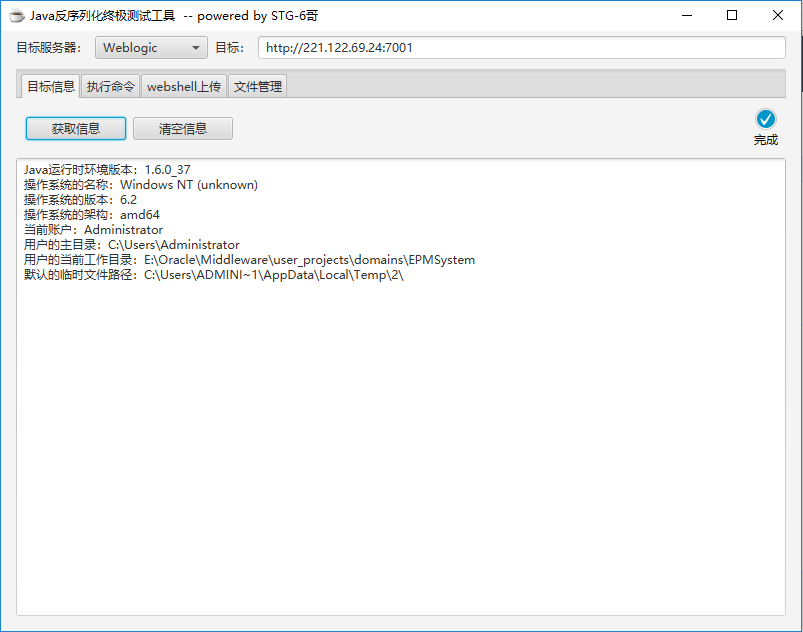 Java反序列化终极测试工具 -- powered by STG-6哥
目标服务器: Weblogic 目标: http://221.122.69.24:7001
目标信息 执行命令 webshell上传 文件管理
获取信息 清空信息
完成
Java运行时环境版本: 1.6.0_37
操作系统的名称: Windows NT (unknown)
操作系统的版本: 6.2
操作系统的架构: amd64
当前账户: Administrator
用户的主目录: C:\Users\Administrator
用户的当前工作目录: E:\Oracle\Middleware\user_projects\domains\EPMSystem
默认的临时文件路径: C:\Users\ADMINI~1\AppData\Local\Temp\2\